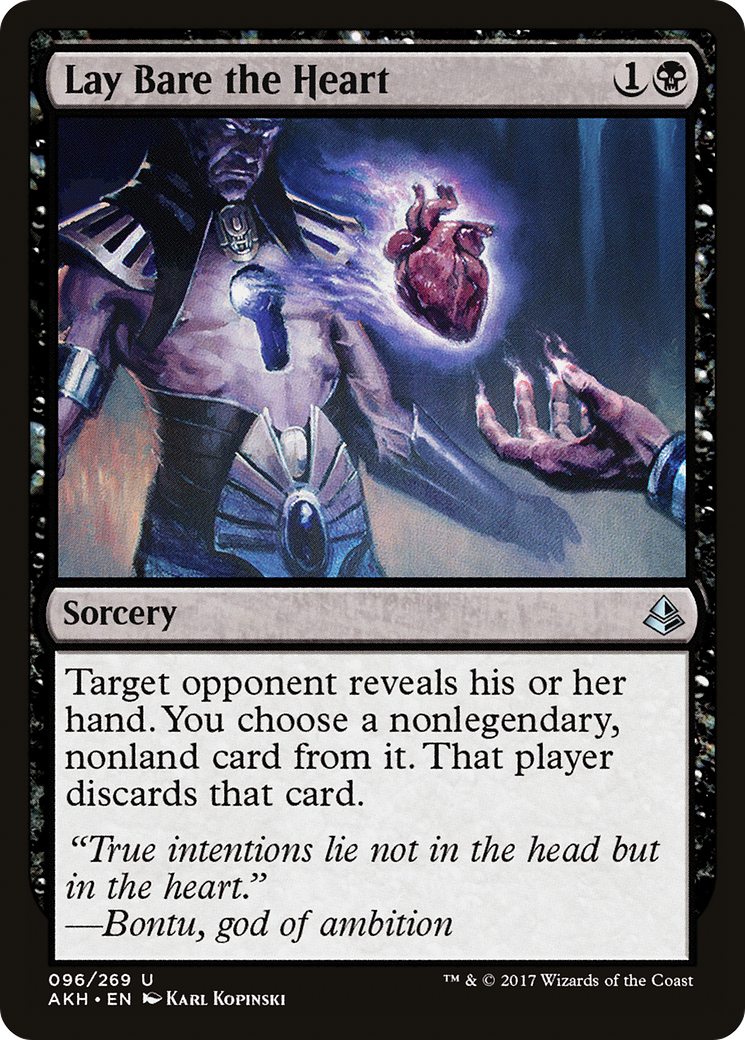 Lay Bare the Heart
1
Sorcery
Target opponent reveals his or her
hand. You choose a nonlegendary,
nonland card from it. That player
discards that card.
“True intentions lie not in the head but
in the heart.”
—Bontu, god of ambition
096/269 U
™ & © 2017 Wizards of the Coast
AKH • EN Karl Kopinski